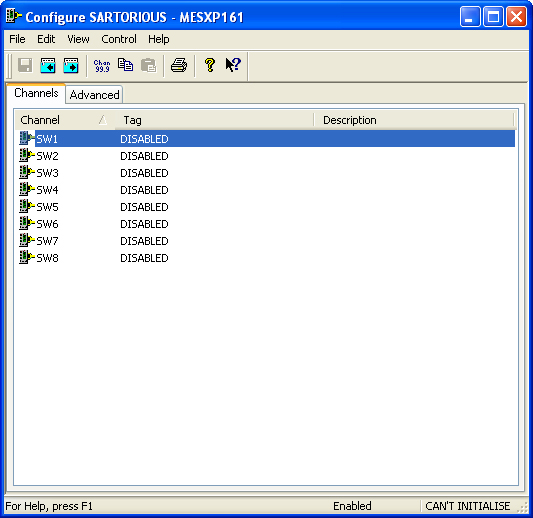 Configure SARTORIOUS - MESXP161
File Edit View Control Help
Chan
99.9
Channels Advanced
Channel Tag Description
SW1 DISABLED
SW2 DISABLED
SW3 DISABLED
SW4 DISABLED
SW5 DISABLED
SW6 DISABLED
SW7 DISABLED
SW8 DISABLED
For Help, press F1 Enabled CAN'T INITIALISE